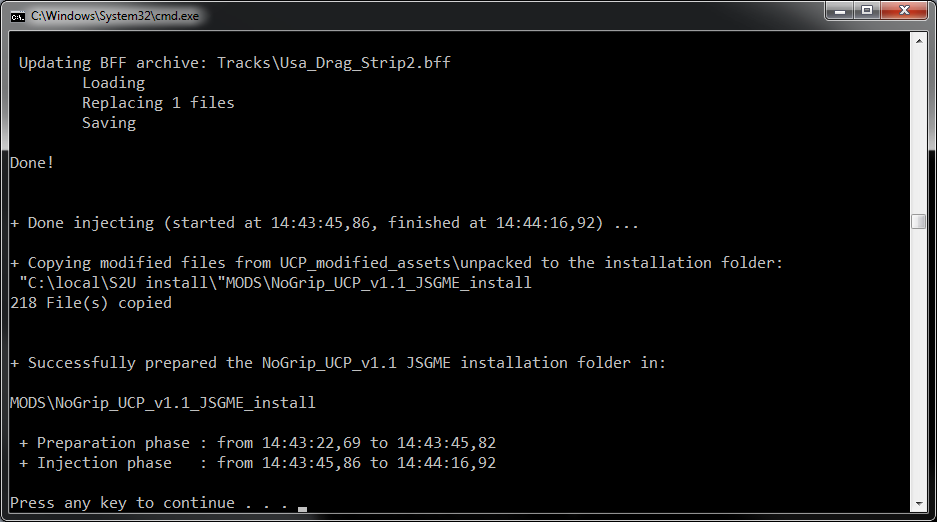 C:\Windows\System32\cmd.exe
Updating BFF archive: Tracks\Usa_Drag_Strip2.bff
Loading
Replacing 1 files
Saving
Done!
+ Done injecting (started at 14:43:45,86, finished at 14:44:16,92) ...
+ Copying modified files from UCP_modified_assets\unpacked to the installation folder:
"C:\local\S2U install\"MODS\NoGrip_UCP_v1.1_JSGME_install
218 File(s) copied
+ Successfully prepared the NoGrip_UCP_v1.1 JSGME installation folder in:
MODS\NoGrip_UCP_v1.1_JSGME_install
+ Preparation phase : from 14:43:22,69 to 14:43:45,82
+ Injection phase   : from 14:43:45,86 to 14:44:16,92
Press any key to continue . . .